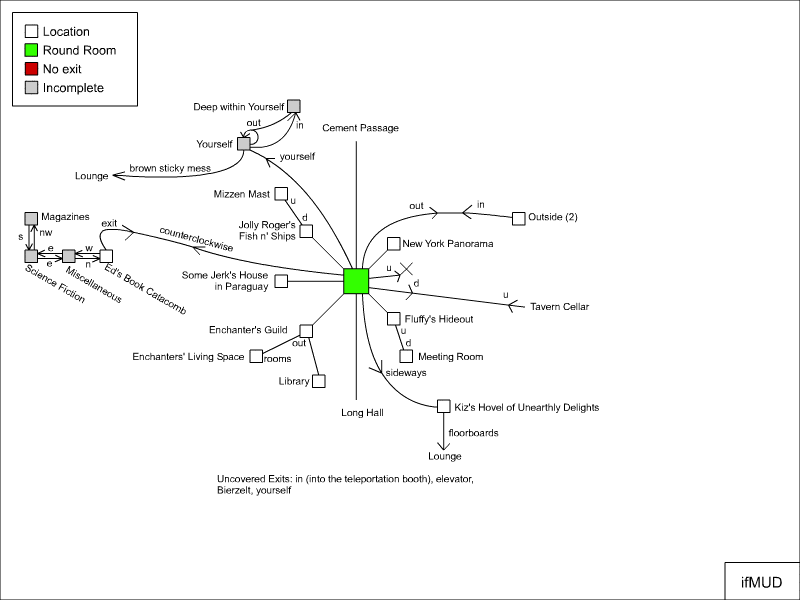 Location
Round Room
No exit
Incomplete
Deep within Yourself
out
in
Cement Passage
Yourself
yourself
brown sticky mess
Lounge
Mizzen Mast
u
d
Jolly Roger's
Fish n' Ships
out
in
Outside (2)
Magazines
nw
s
exit
counterclockwise
New York Panorama
e
w
e
n
Science Fiction
Miscellaneous
Ed's Book Catacomb
Some Jerk's House
in Paraguay
u
d
u
Tavern Cellar
Enchanter's Guild
out
Fluffy's Hideout
u
d
Enchanters' Living Space
rooms
Meeting Room
Library
sideways
Long Hall
Kiz's Hovel of Unearthly Delights
floorboards
Lounge
Uncovered Exits: in (into the teleportation booth), elevator,
Bierzelt, yourself
ifMUD